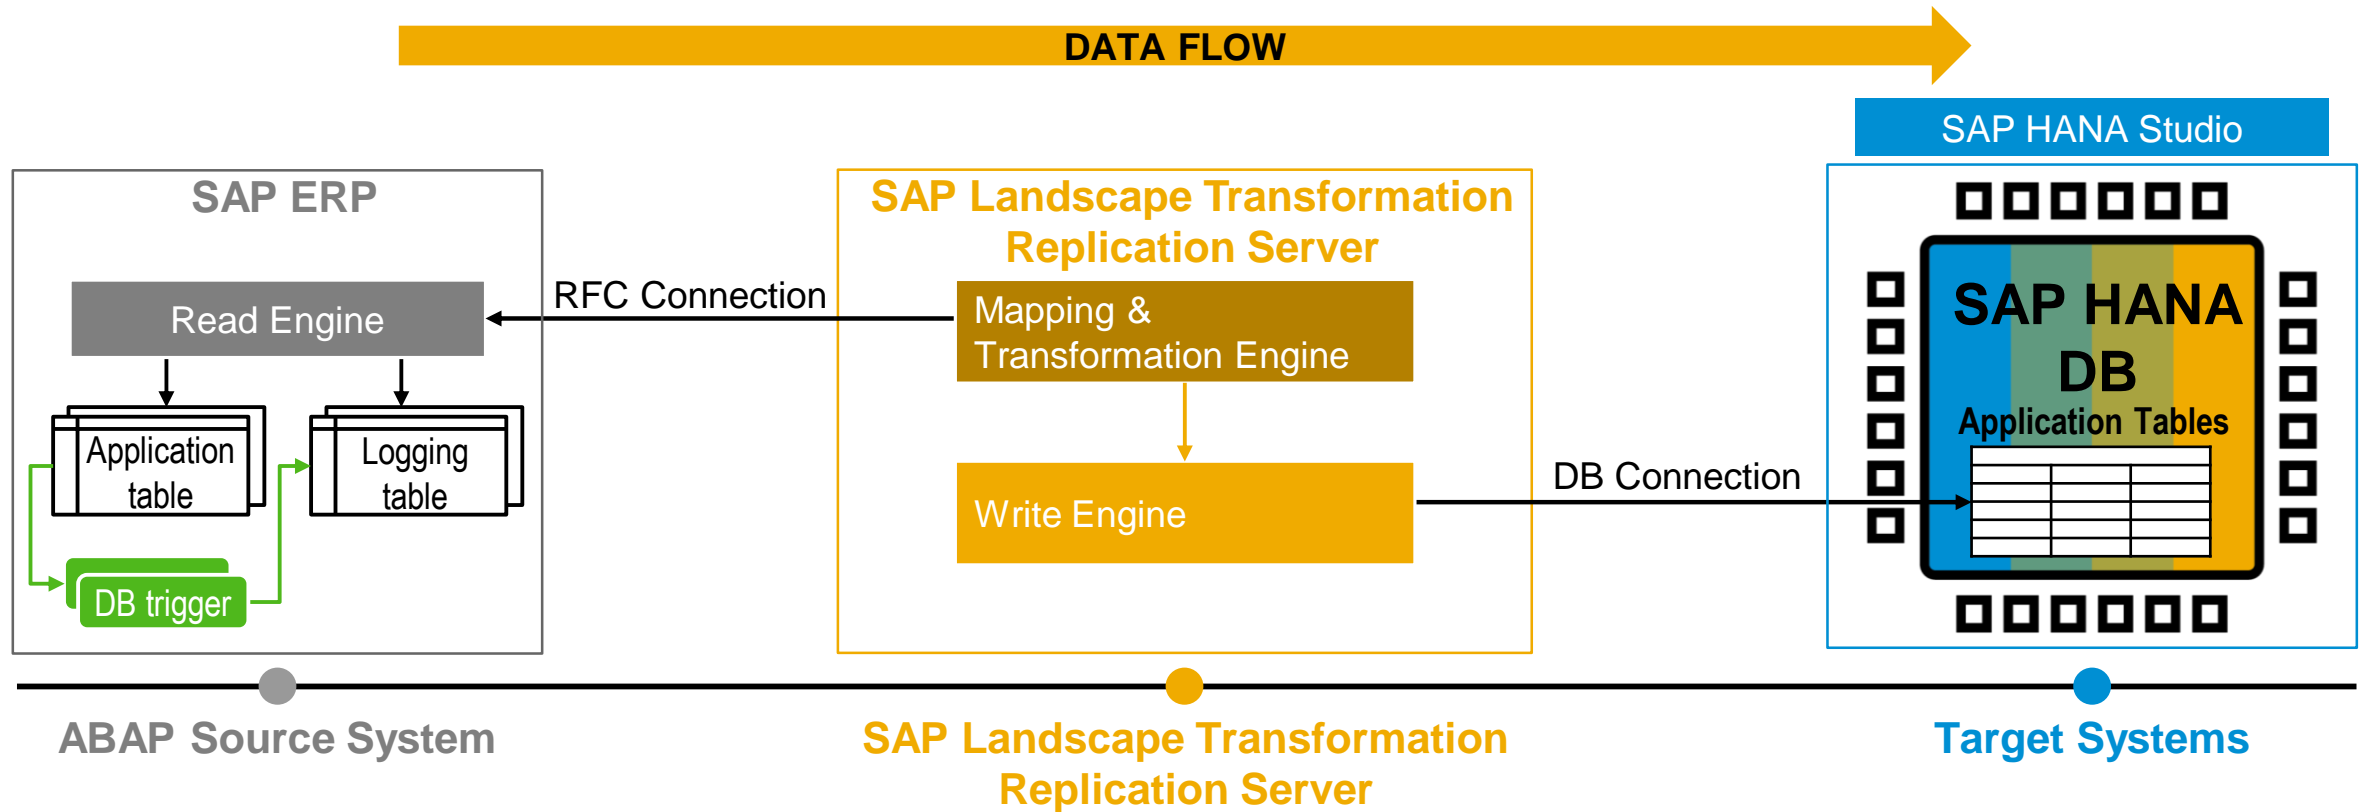 DATA FLOW
SAP HANA Studio
SAP ERP
Read Engine
Application
table
Logging
table
DB trigger
RFC Connection
SAP Landscape Transformation
Replication Server
Mapping &
Transformation Engine
Write Engine
DB Connection
SAP HANA
DB
Application Tables
ABAP Source System
SAP Landscape Transformation
Replication Server
Target Systems